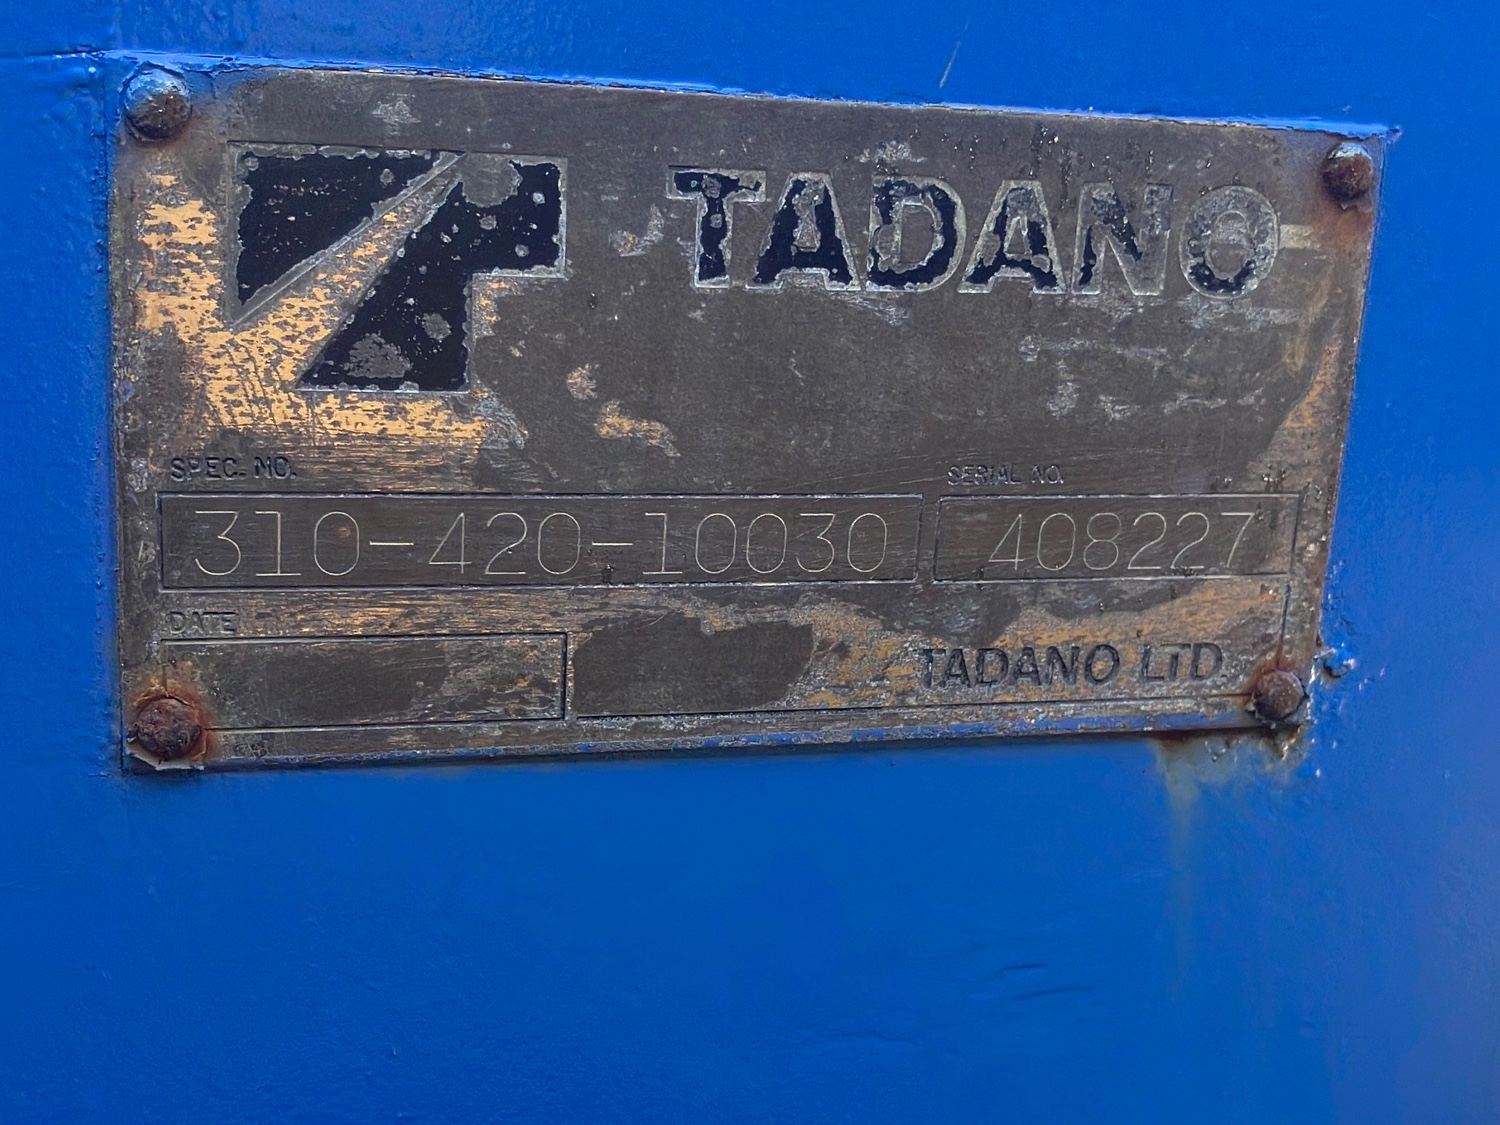 TADANO
SPEC. NO. SERIAL NO.
310-420-10030 408227
DATE
TADANO LTD.